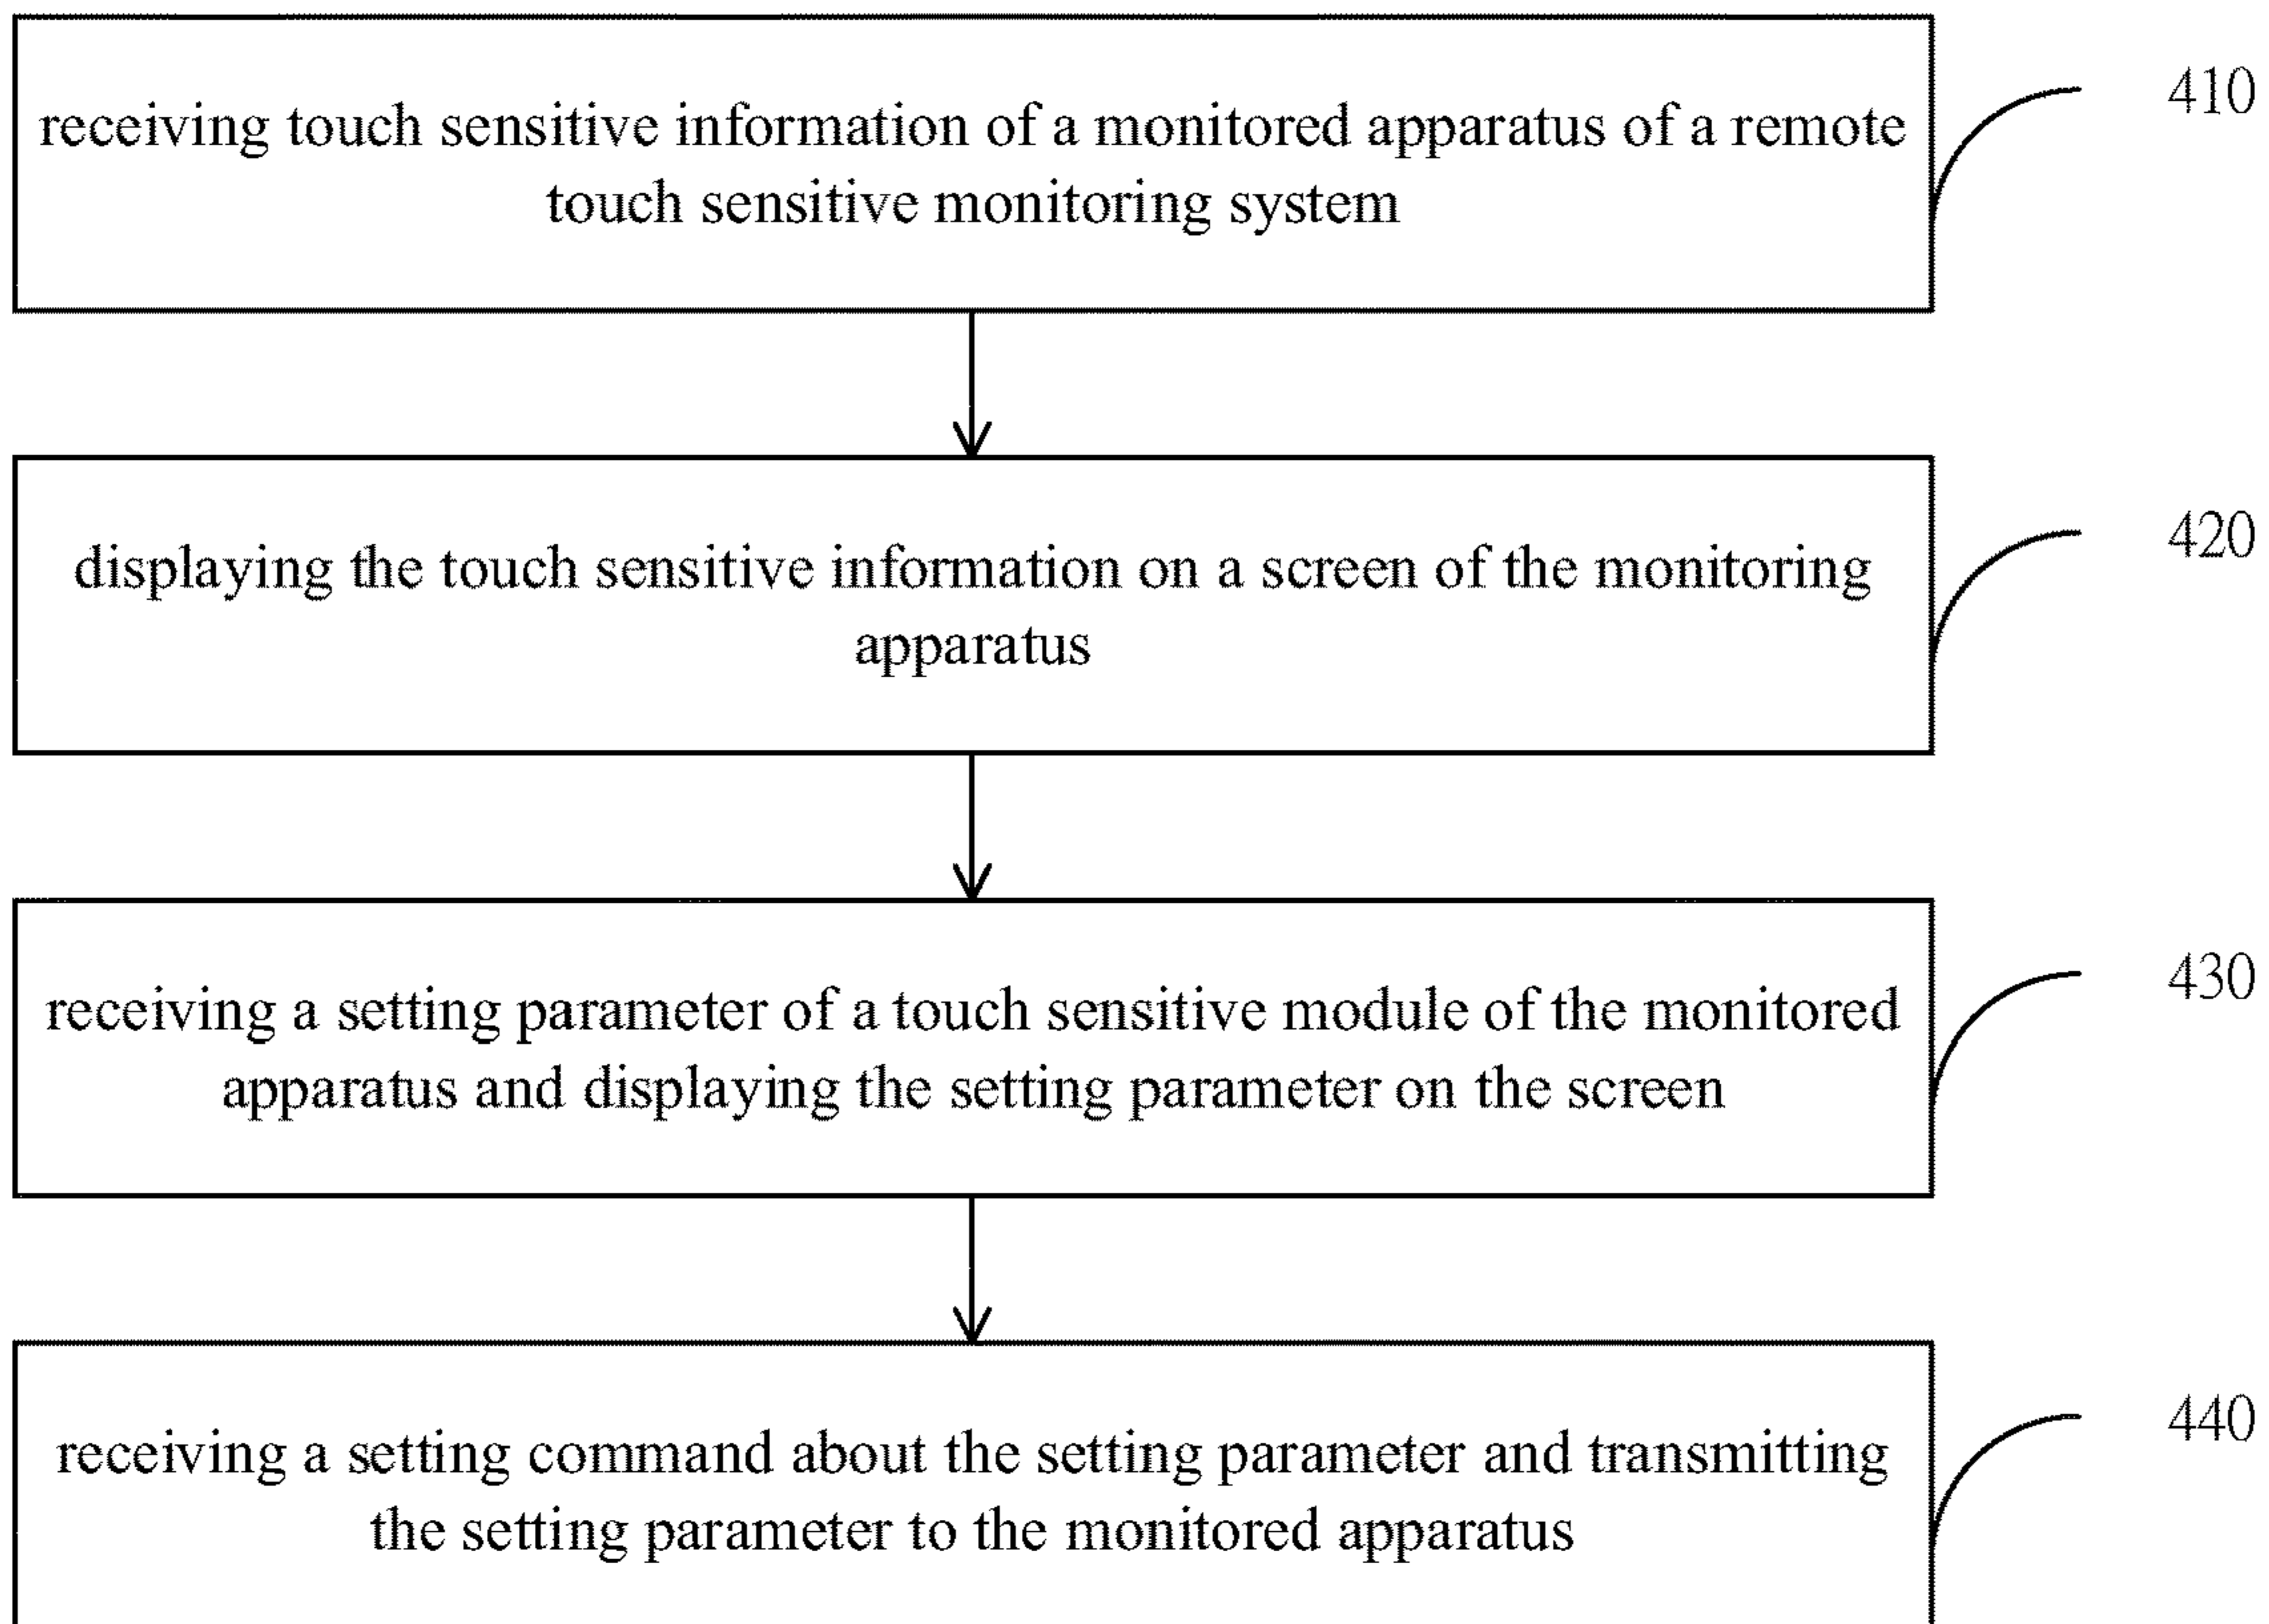 receiving touch sensitive information of a monitored apparatus of a remote
touch sensitive monitoring system
410
displaying the touch sensitive information on a screen of the monitoring
apparatus
420
receiving a setting parameter of a touch sensitive module of the monitored
apparatus and displaying the setting parameter on the screen
430
receiving a setting command about the setting parameter and transmitting
the setting parameter to the monitored apparatus
440